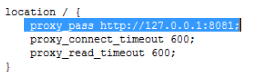 location / {
proxy_pass http://127.0.0.1:8081;
proxy_connect_timeout 600;
proxy_read_timeout 600;
}